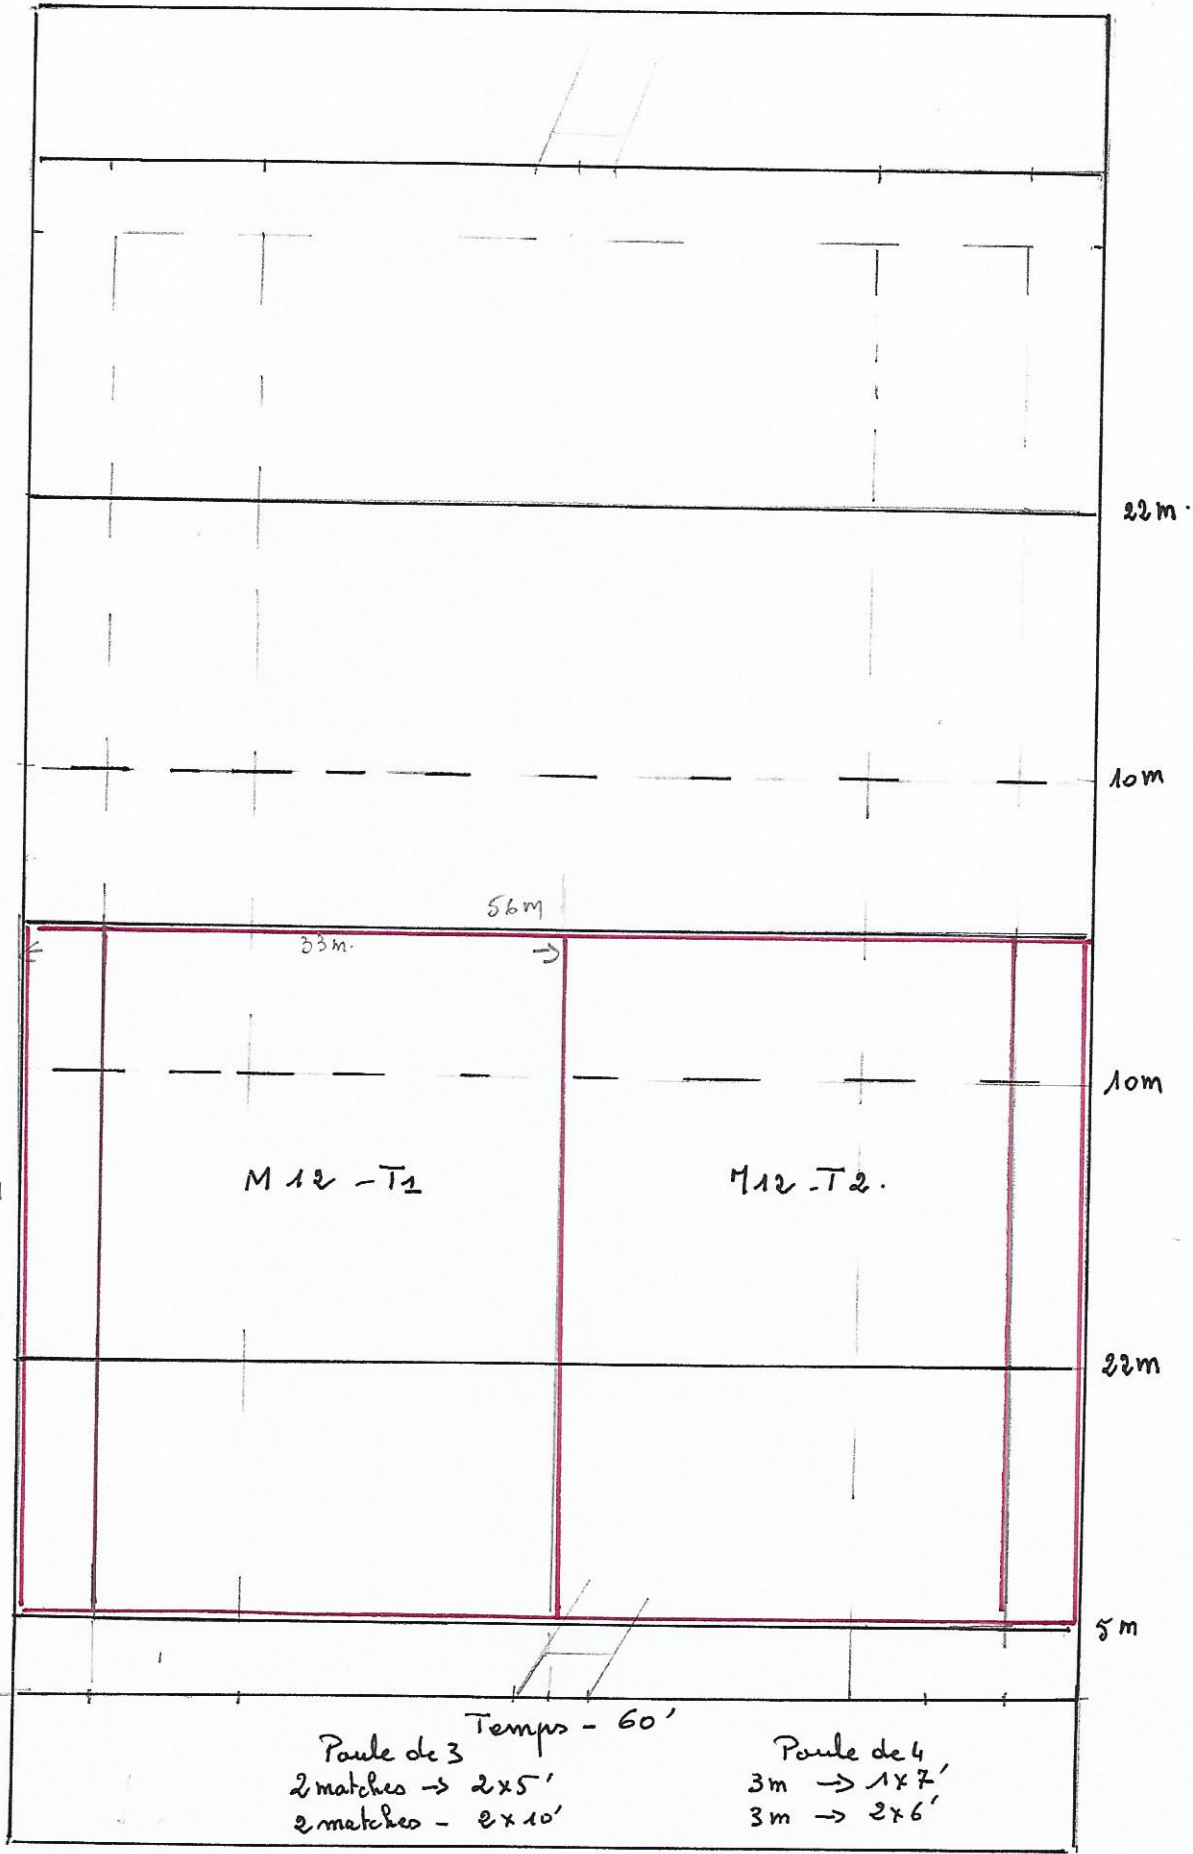 22m.
10m
56m
33m.
10m
M12 - T1
M12 - T2.
22m
5m
Temps - 60'
Poule de 3
2 matches → 2x5'
2 matches - 2x10'
Poule de 4
3m → 1x7'
3m → 2x6'